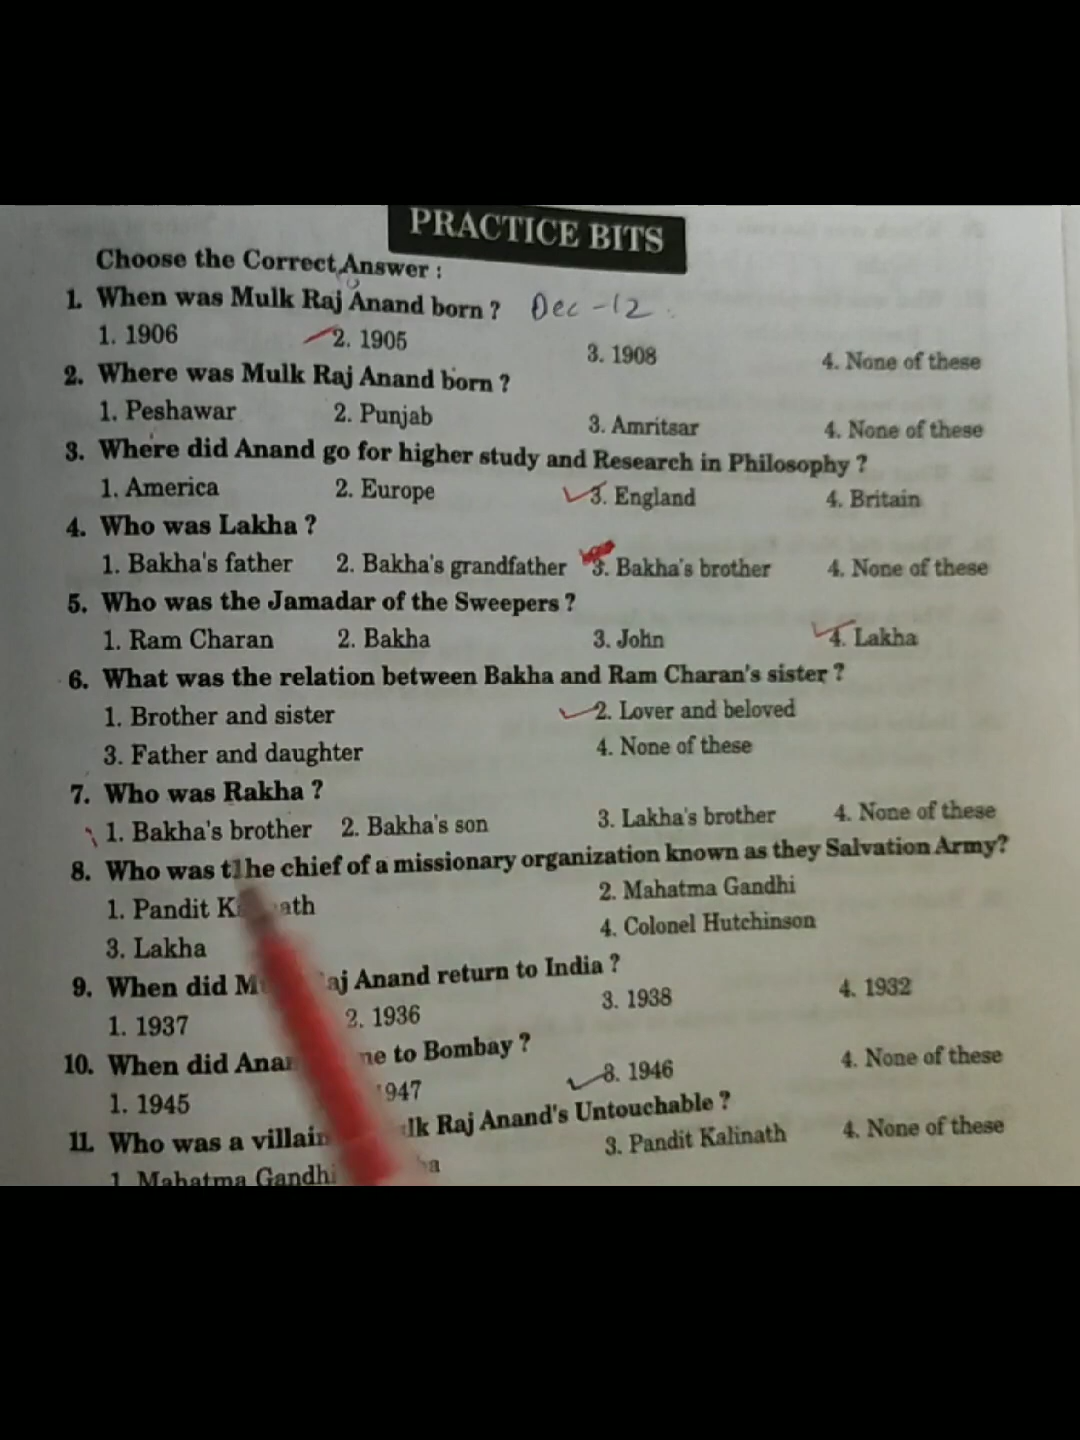 PRACTICE BITS
Choose the Correct Answer :
1. When was Mulk Raj Anand born ? Dec -12
1. 1906 2. 1905 3. 1908 4. None of these
2. Where was Mulk Raj Anand born ?
1. Peshawar 2. Punjab 3. Amritsar 4. None of these
3. Where did Anand go for higher study and Research in Philosophy ?
1. America 2. Europe 3. England 4. Britain
4. Who was Lakha ?
1. Bakha's father 2. Bakha's grandfather 3. Bakha's brother 4. None of these
5. Who was the Jamadar of the Sweepers ?
1. Ram Charan 2. Bakha 3. John 4. Lakha
6. What was the relation between Bakha and Ram Charan's sister ?
1. Brother and sister 2. Lover and beloved
3. Father and daughter 4. None of these
7. Who was Rakha ?
1. Bakha's brother 2. Bakha's son 3. Lakha's brother 4. None of these
8. Who was t1he chief of a missionary organization known as they Salvation Army?
1. Pandit 2. Mahatma Gandhi
3. Lakha 4. Colonel Hutchinson
9. When did Anand return to India ?
1. 1937 2. 1936 3. 1938 4. 1932
10. When did to Bombay ?
1. 1945 1947 3. 1946 4. None of these
11. Who was a villain Raj Anand's Untouchable ?
1. Mahatma Gandhi 3. Pandit Kalinath 4. None of these